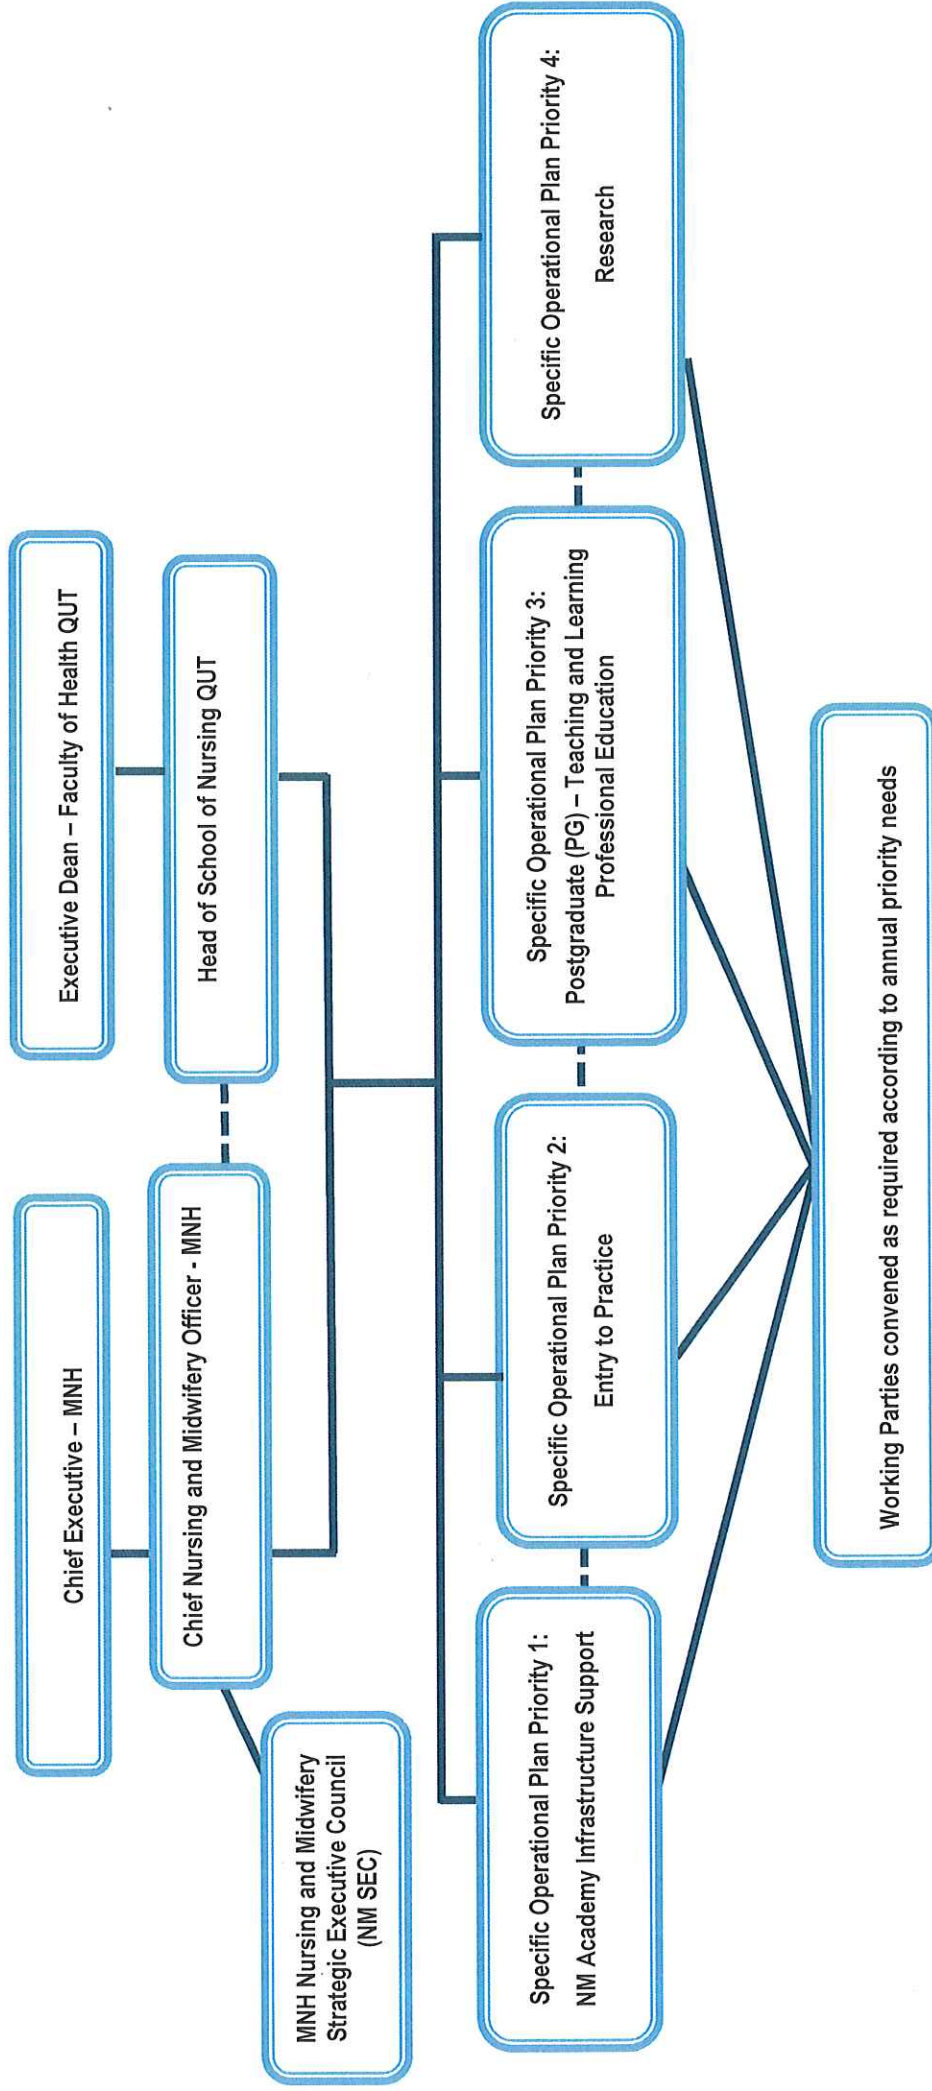 Chief Executive – MNH
Executive Dean – Faculty of Health QUT
Chief Nursing and Midwifery Officer - MNH
Head of School of Nursing QUT
MNH Nursing and Midwifery
Strategic Executive Council
(NM SEC)
Specific Operational Plan Priority 1:
NM Academy Infrastructure Support
Specific Operational Plan Priority 2:
Entry to Practice
Specific Operational Plan Priority 3:
Postgraduate (PG) – Teaching and Learning
Professional Education
Specific Operational Plan Priority 4:
Research
Working Parties convened as required according to annual priority needs